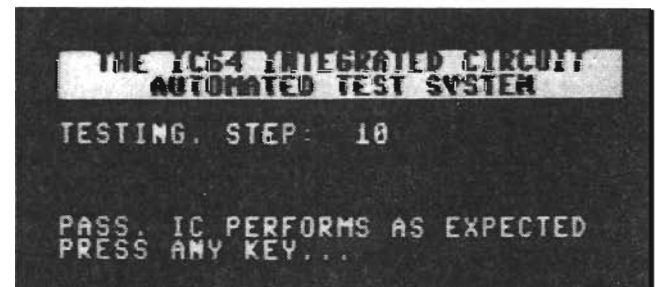 THE IC64 INTEGRATED CIRCUIT
AUTOMATED TEST SYSTEM
TESTING. STEP: 10
PASS. IC PERFORMS AS EXPECTED
PRESS ANY KEY...